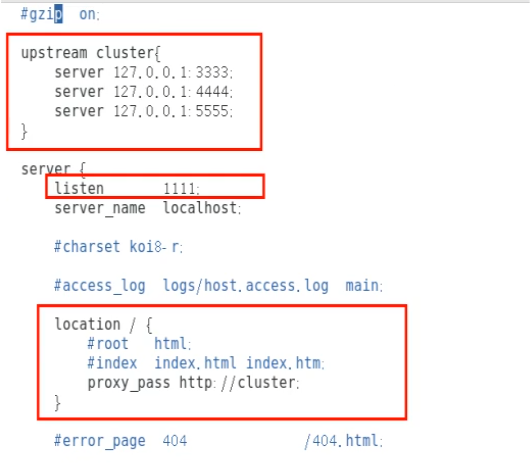 #gzip on;
upstream cluster{
server 127.0.0.1:3333;
server 127.0.0.1:4444;
server 127.0.0.1:5555;
}
server {
listen 1111;
server_name localhost;
#charset koi8-r;
#access_log logs/host.access.log main;
location / {
#root html;
#index index.html index.htm;
proxy_pass http://cluster;
}
#error_page 404 /404.html;